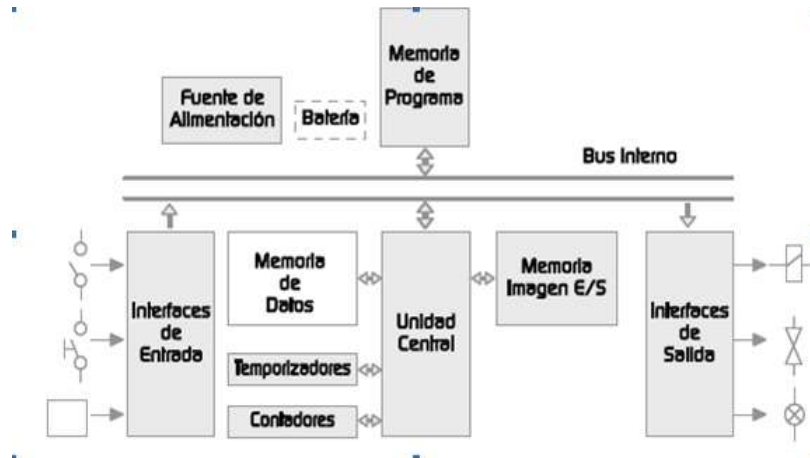 Memoria
de
Programa
Fuente de
Alimentación
Batería
Bus Interno
Interfaces
de
Entrada
Memoria
de
Datos
Temporizadores
Contadores
Unidad
Central
Memoria
Imagen E/S
Interfaces
de
Salida